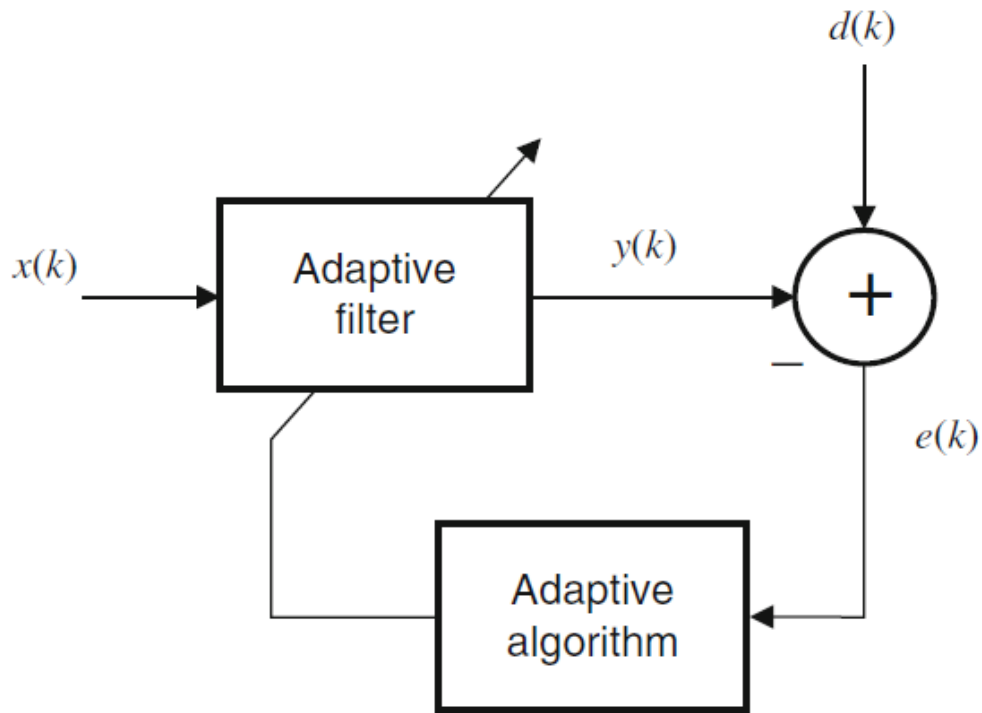 d(k)
x(k)
Adaptive
filter
y(k)
+
−
e(k)
Adaptive
algorithm